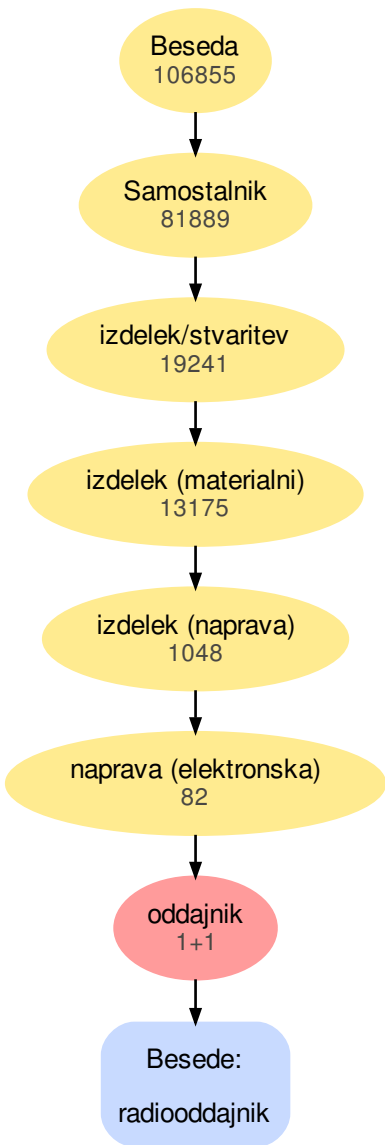 Beseda
106855
Samostalnik
81889
izdelek/stvaritev
19241
izdelek (materialni)
13175
izdelek (naprava)
1048
naprava (elektronska)
82
oddajnik
1+1
Besede:
radiooddajnik